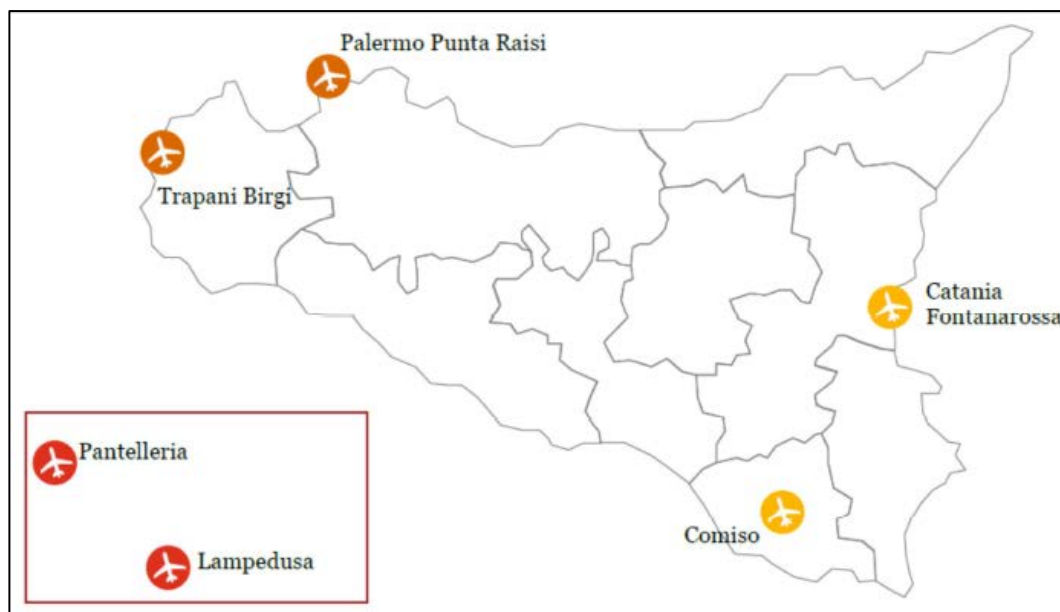 Palermo Punta Raisi
Trapani Birgi
Catania
Fontanarossa
Pantelleria
Comiso
Lampedusa